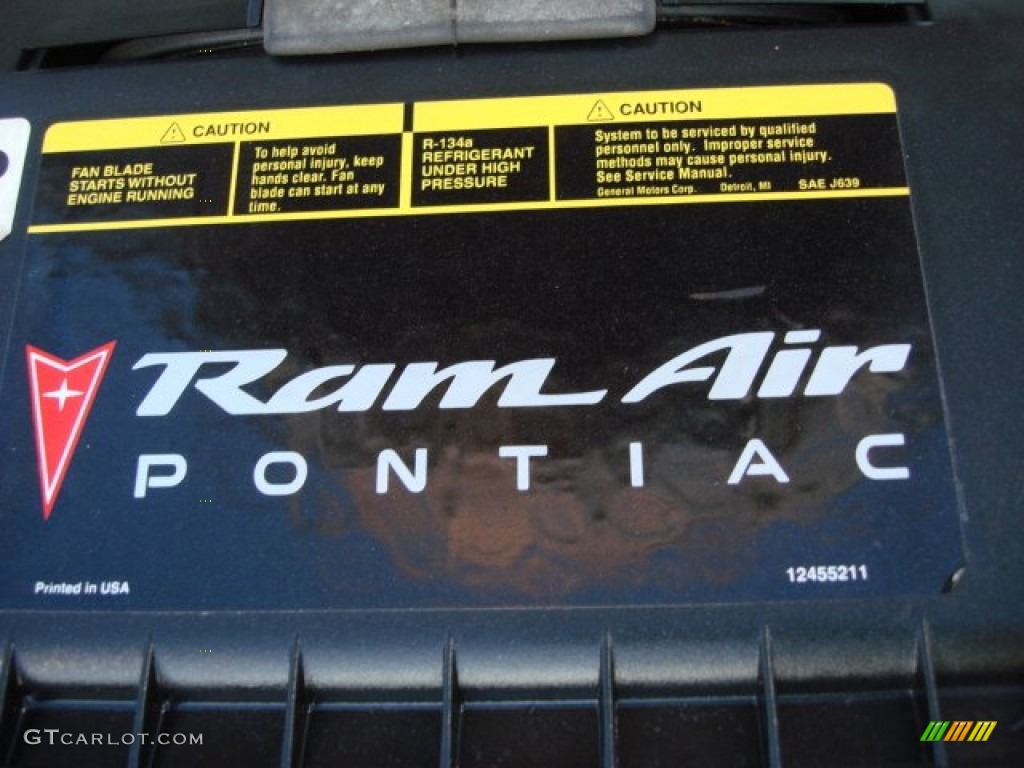 CAUTION
FAN BLADE
STARTS WITHOUT
ENGINE RUNNING
To help avoid
personal injury, keep
hands clear. Fan
blade can start at any
time.
CAUTION
R-134a
REFRIGERANT
UNDER HIGH
PRESSURE
System to be serviced by qualified
personnel only. Improper service
methods may cause personal injury.
See Service Manual.
General Motors Corp. Detroit, MI SAE J639
Ram Air
PONTIAC
Printed in USA
12455211
GTCARLOT.COM